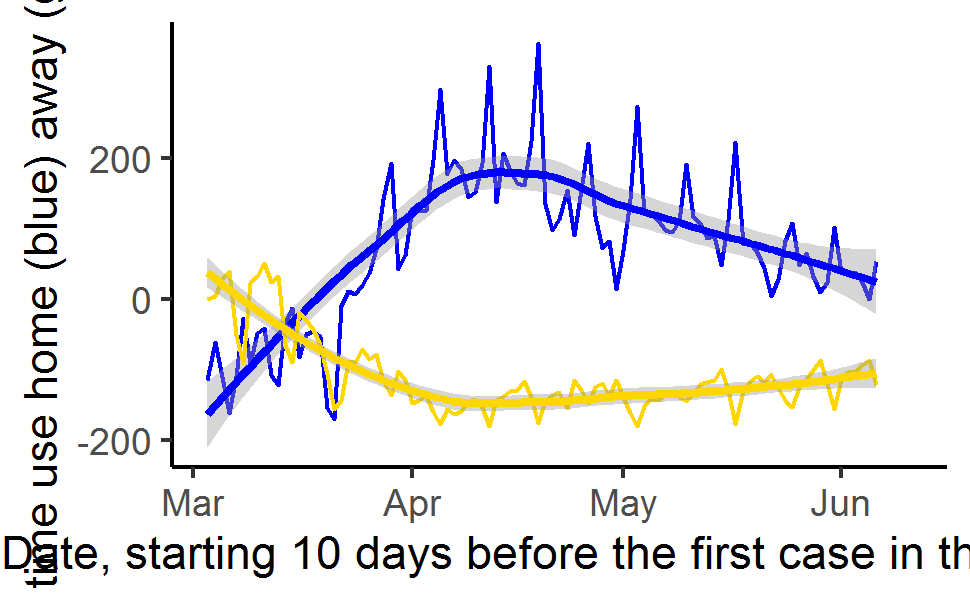 time use home (blue) away (
200
0
-200
Mar Apr May Jun
Date, starting 10 days before the first case in th